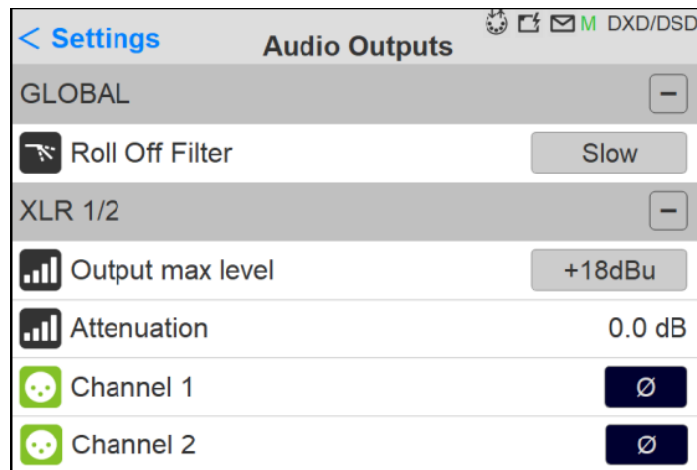 M DXD/DSD
< Settings
Audio Outputs
GLOBAL
−
Roll Off Filter
Slow
XLR 1/2
−
Output max level
+18dBu
Attenuation
0.0 dB
Channel 1
Ø
Channel 2
Ø